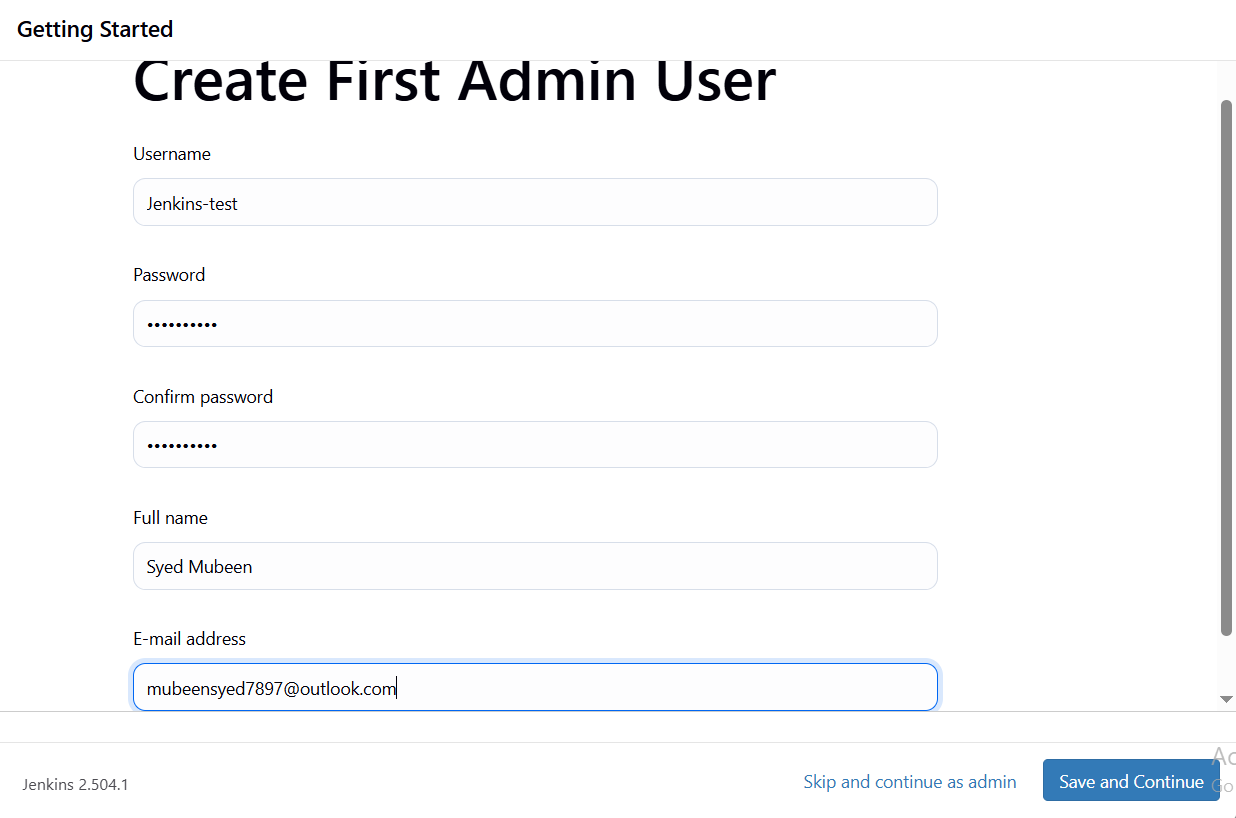 Getting Started
Create First Admin User
Username
Jenkins-test
Password
••••••••••
Confirm password
••••••••••
Full name
Syed Mubeen
E-mail address
mubeensyed7897@outlook.com
Jenkins 2.504.1
Skip and continue as admin
Save and Continue